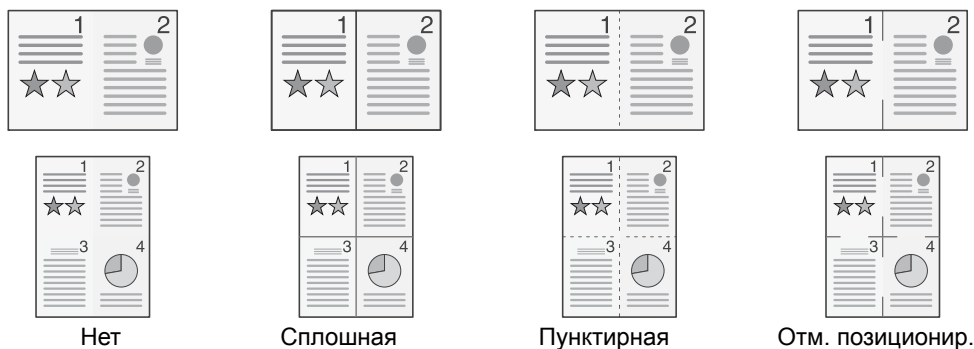 1 2 1 2 1 2 1 2
1 2 1 2 1 2 1 2
3 4 3 4 3 4 3 4
Нет Сплошная Пунктирная Отм. позиционир.